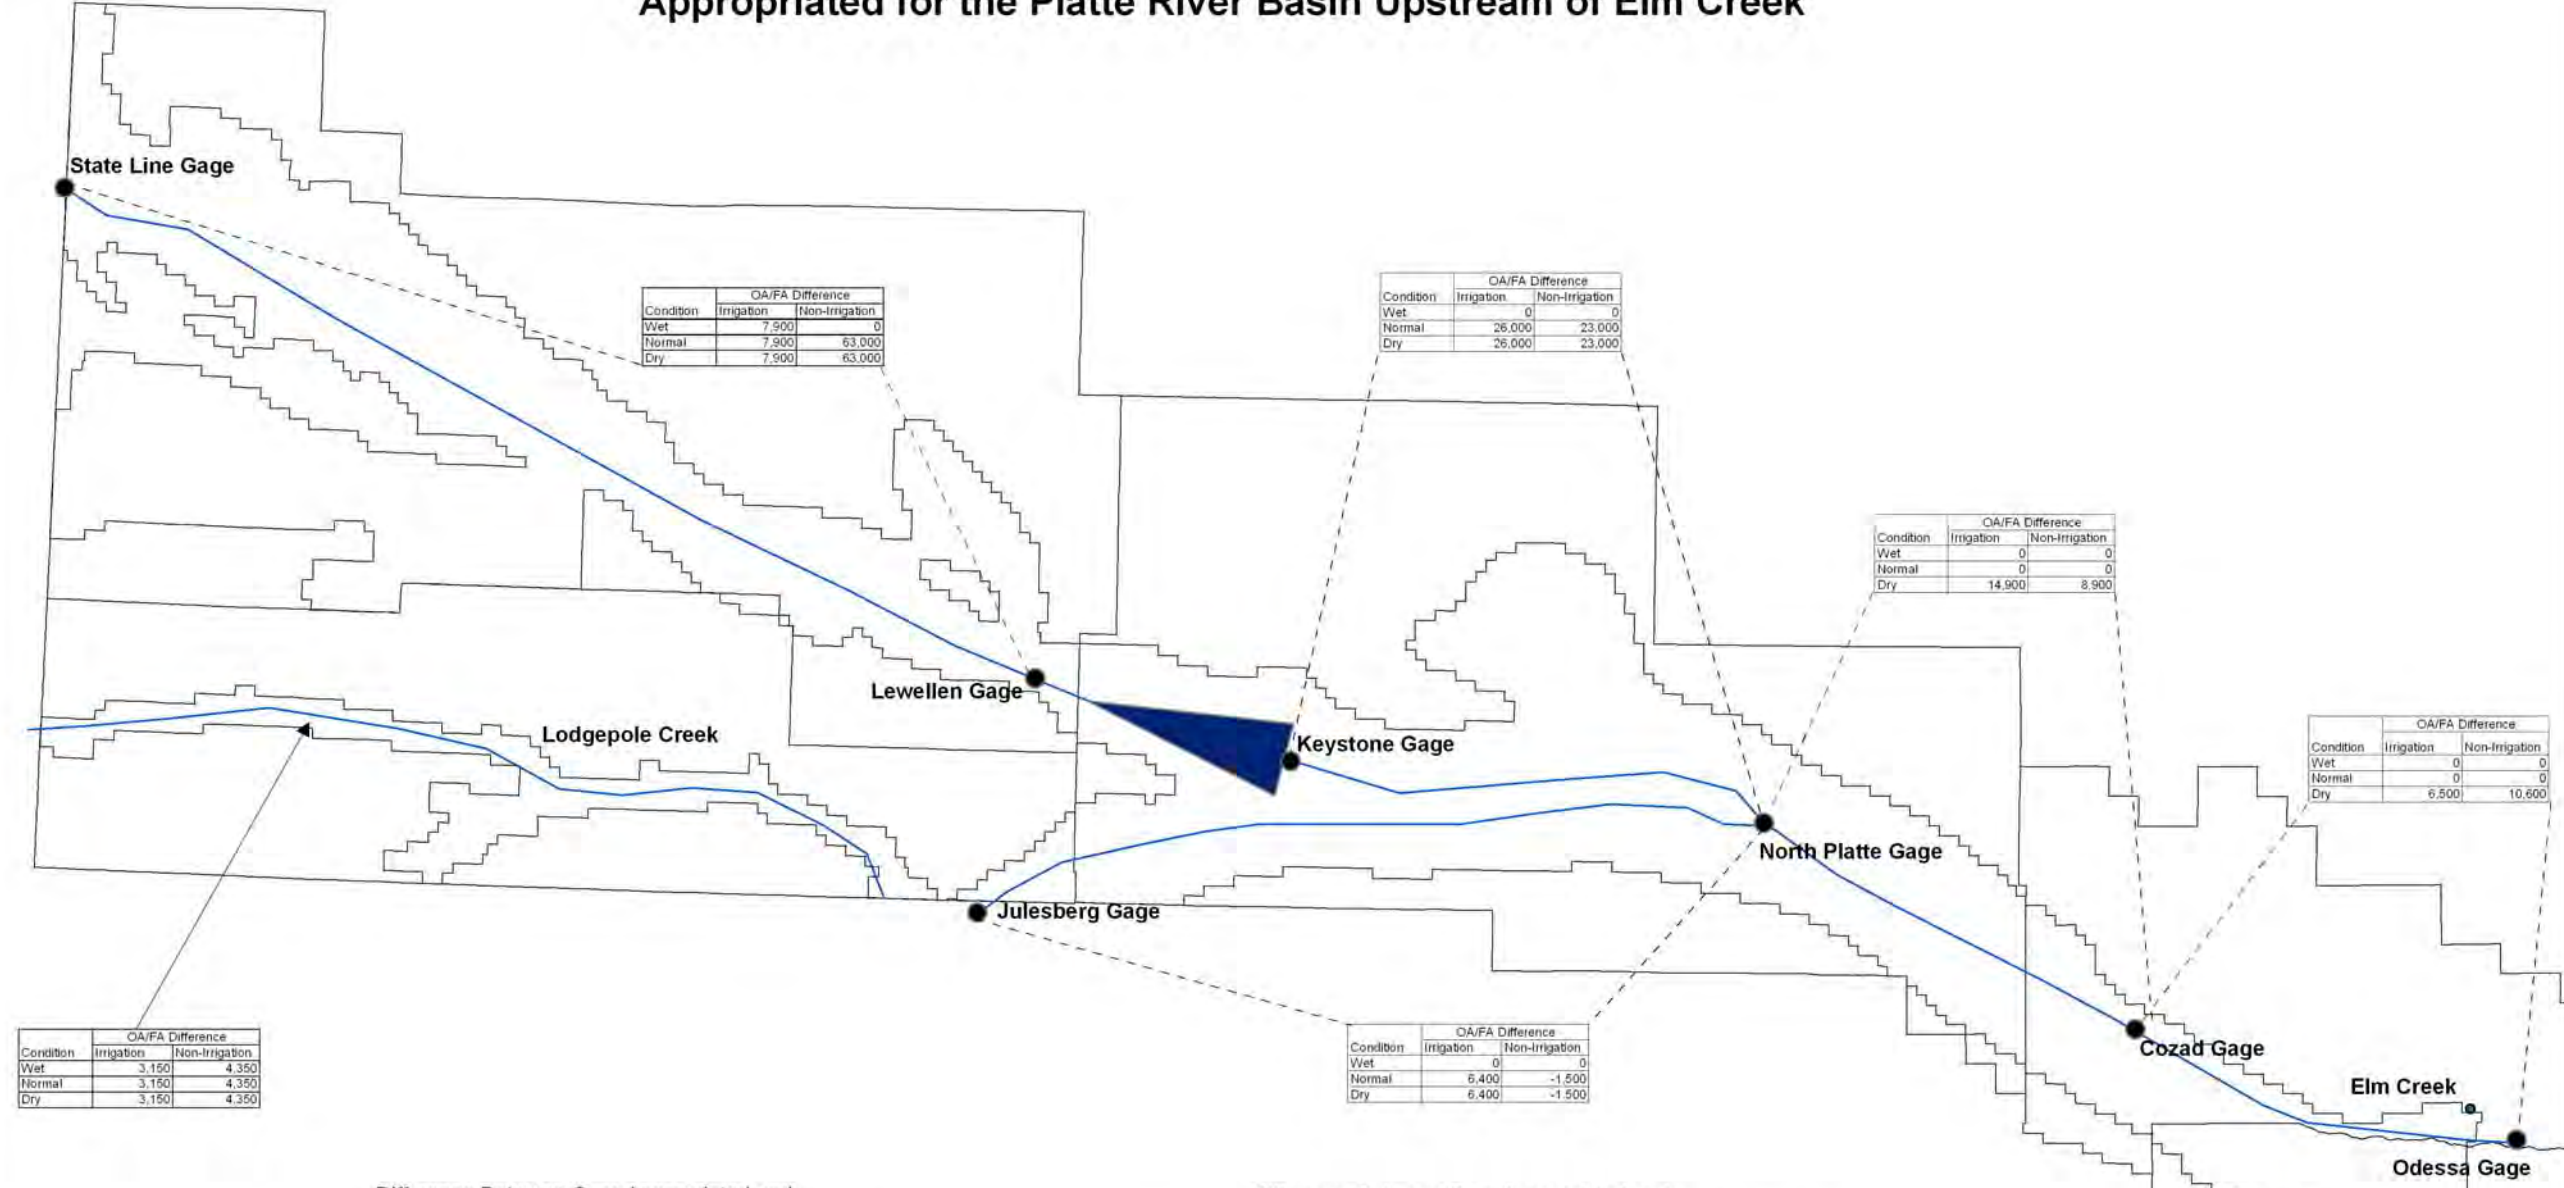 Appropriated for the Platte River Basin Upstream of Elm Creek
State Line Gage
OA/FA Difference
Condition Irrigation Non-Irrigation
Wet 7,900 0
Normal 7,900 63,000
Dry 7,900 63,000
OA/FA Difference
Condition Irrigation Non-Irrigation
Wet 0 0
Normal 26,000 23,000
Dry 26,000 23,000
OA/FA Difference
Condition Irrigation Non-Irrigation
Wet 0 0
Normal 0 0
Dry 14,900 8,900
Lewellen Gage
Lodgepole Creek
Keystone Gage
OA/FA Difference
Condition Irrigation Non-Irrigation
Wet 0 0
Normal 0 0
Dry 6,500 10,600
North Platte Gage
Julesberg Gage
OA/FA Difference
Condition Irrigation Non-Irrigation
Wet 3,150 4,350
Normal 3,150 4,350
Dry 3,150 4,350
OA/FA Difference
Condition Irrigation Non-Irrigation
Wet 0 0
Normal 6,400 -1,500
Dry 6,400 -1,500
Cozad Gage
Elm Creek
Odessa Gage